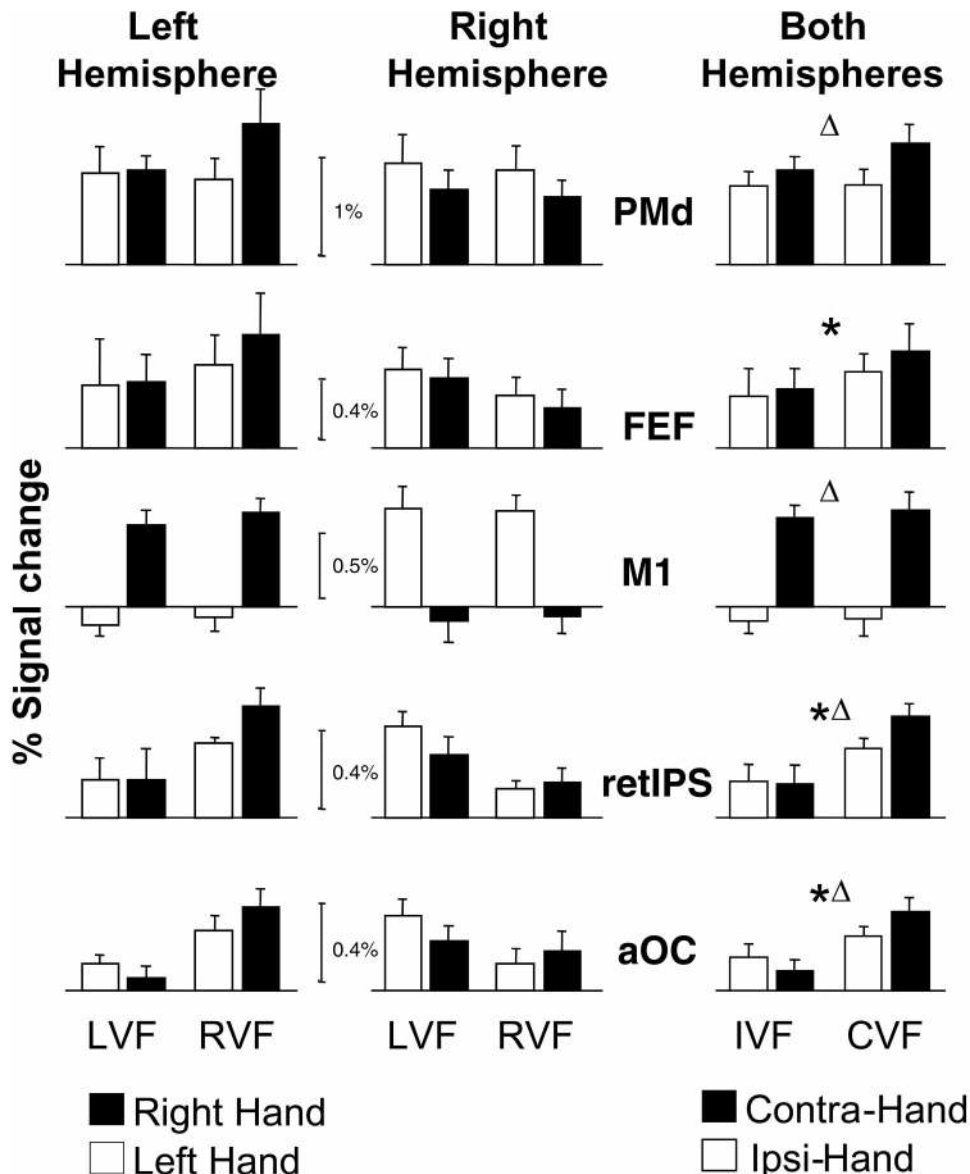 Left
Hemisphere
Right
Hemisphere
Both
Hemispheres
Δ
1%
PMd
*
0.4%
FEF
Δ
0.5%
M1
% Signal change
*Δ
0.4%
retIPS
*Δ
0.4%
aOC
LVF RVF
LVF RVF
IVF CVF
Right Hand
Left Hand
Contra-Hand
Ipsi-Hand